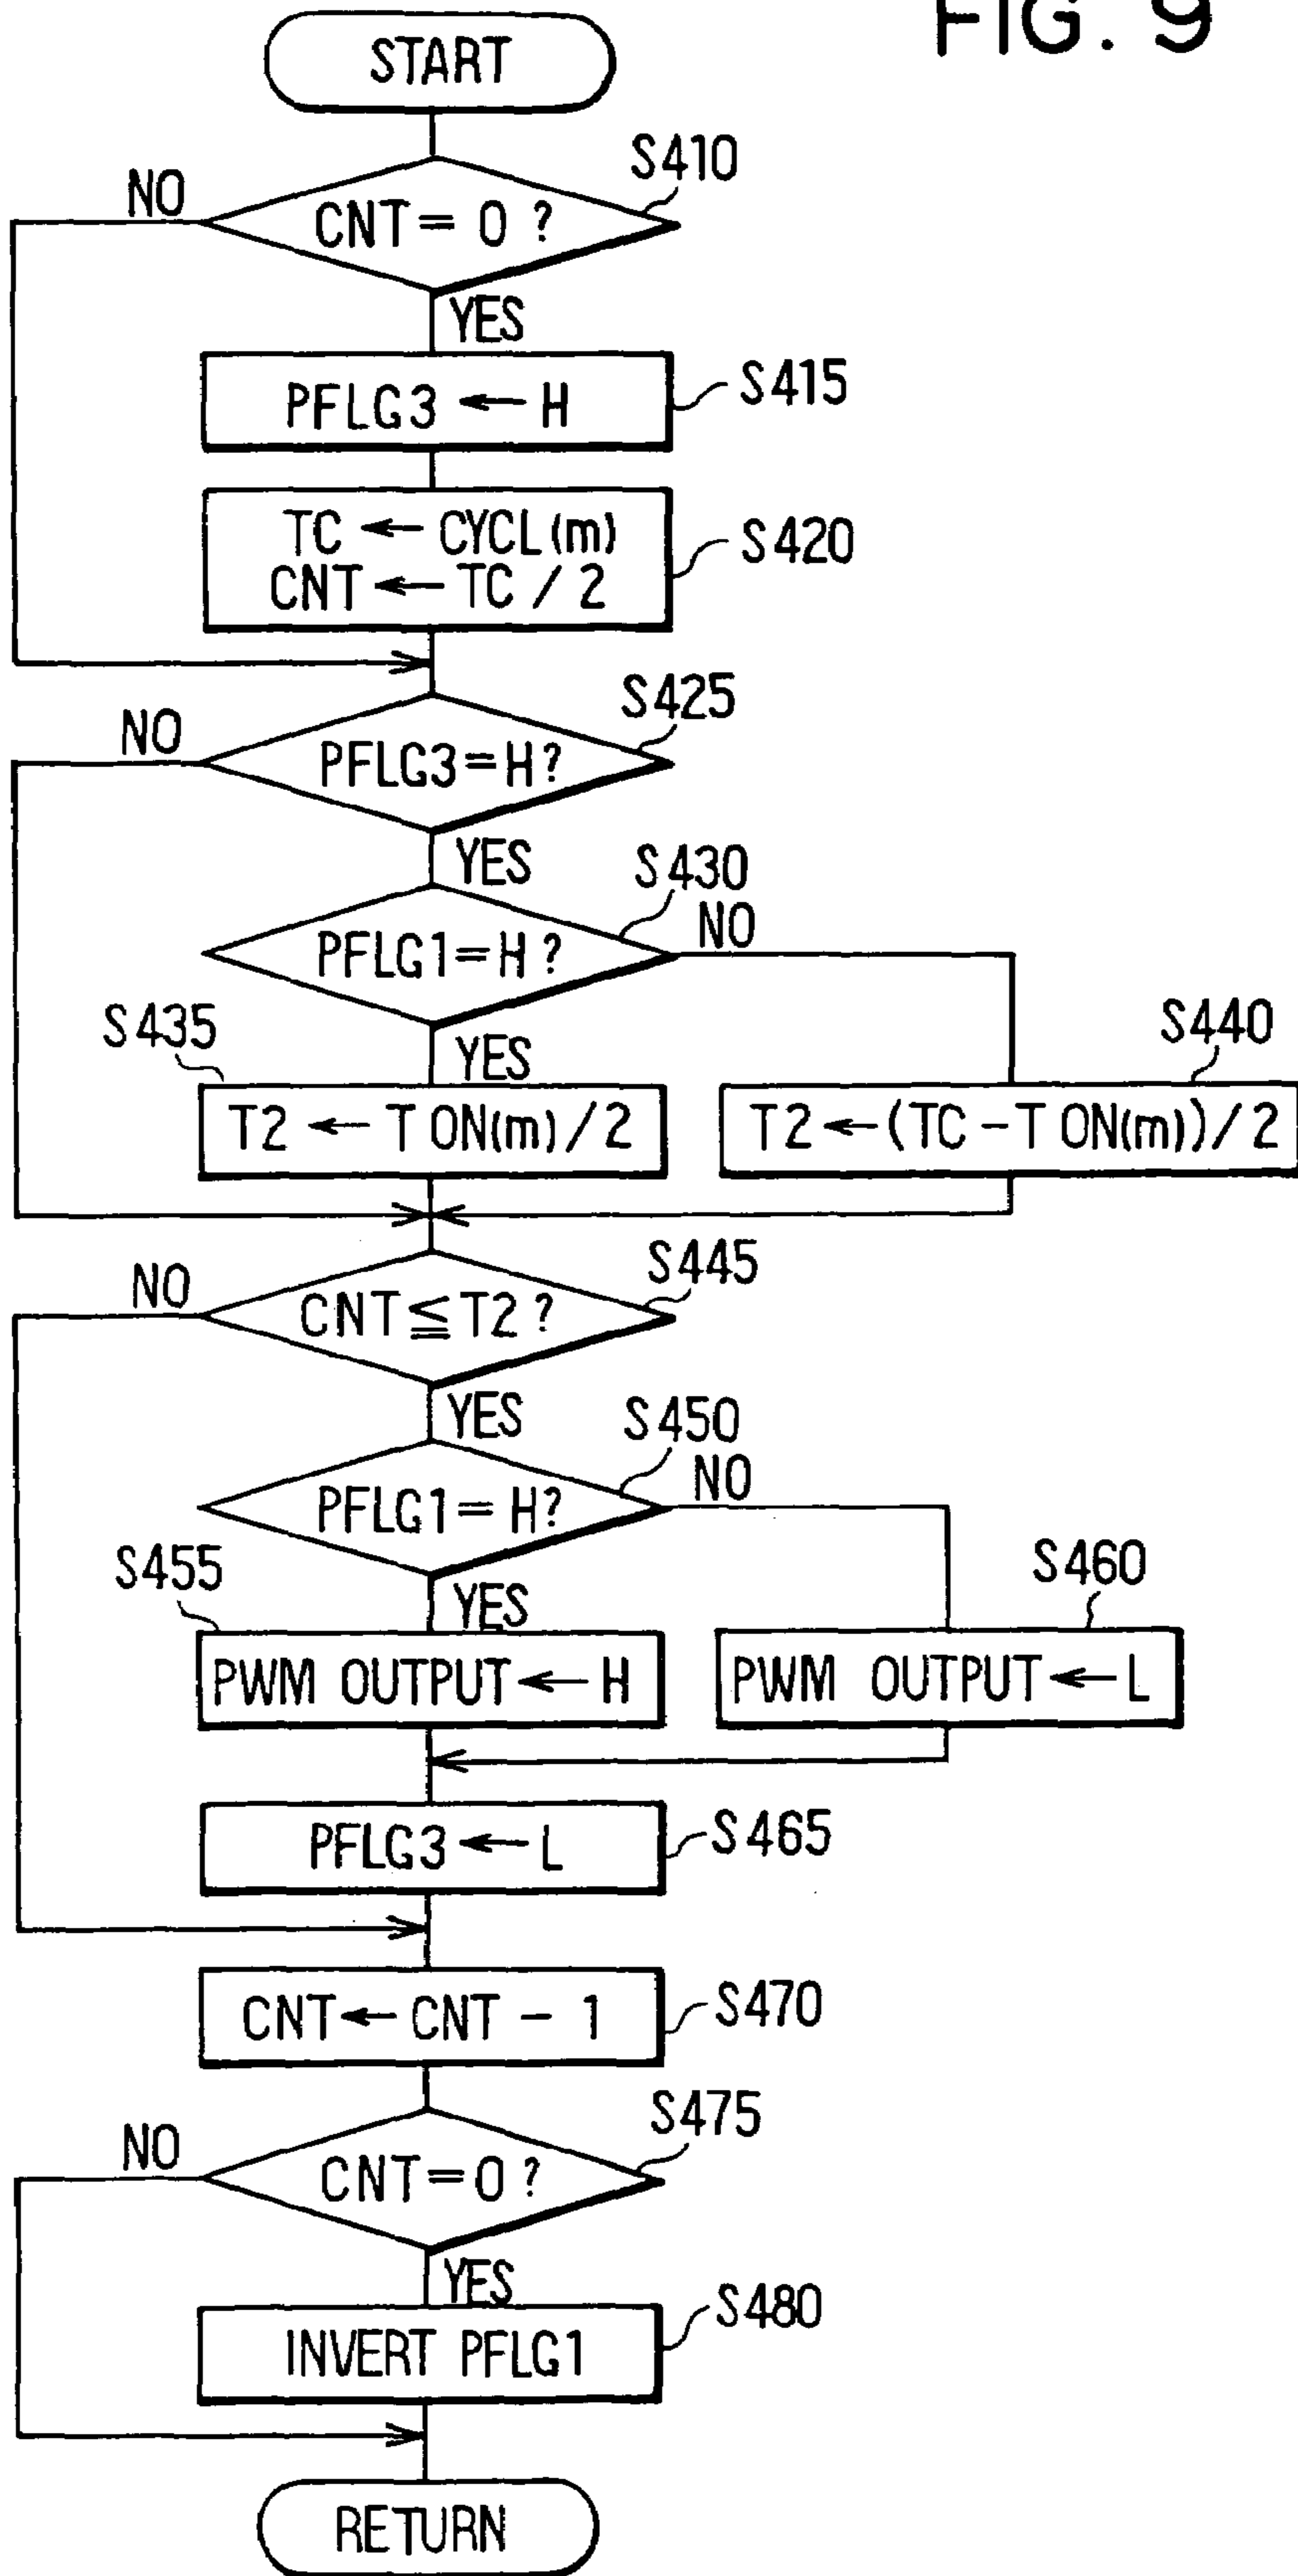 FIG. 9
START
S410
NO
CNT = 0 ?
YES
PFLG3 ← H
S415
TC ← CYCL(m)
CNT ← TC / 2
S420
S425
NO
PFLG3 = H ?
YES
S430
PFLG1 = H ?
NO
S435
YES
S440
T2 ← T ON(m) / 2
T2 ← (TC - T ON(m)) / 2
S445
NO
CNT ≦ T2 ?
YES
S450
PFLG1 = H ?
NO
S455
YES
S460
PWM OUTPUT ← H
PWM OUTPUT ← L
PFLG3 ← L
S465
CNT ← CNT - 1
S470
S475
NO
CNT = 0 ?
YES
S480
INVERT PFLG1
RETURN